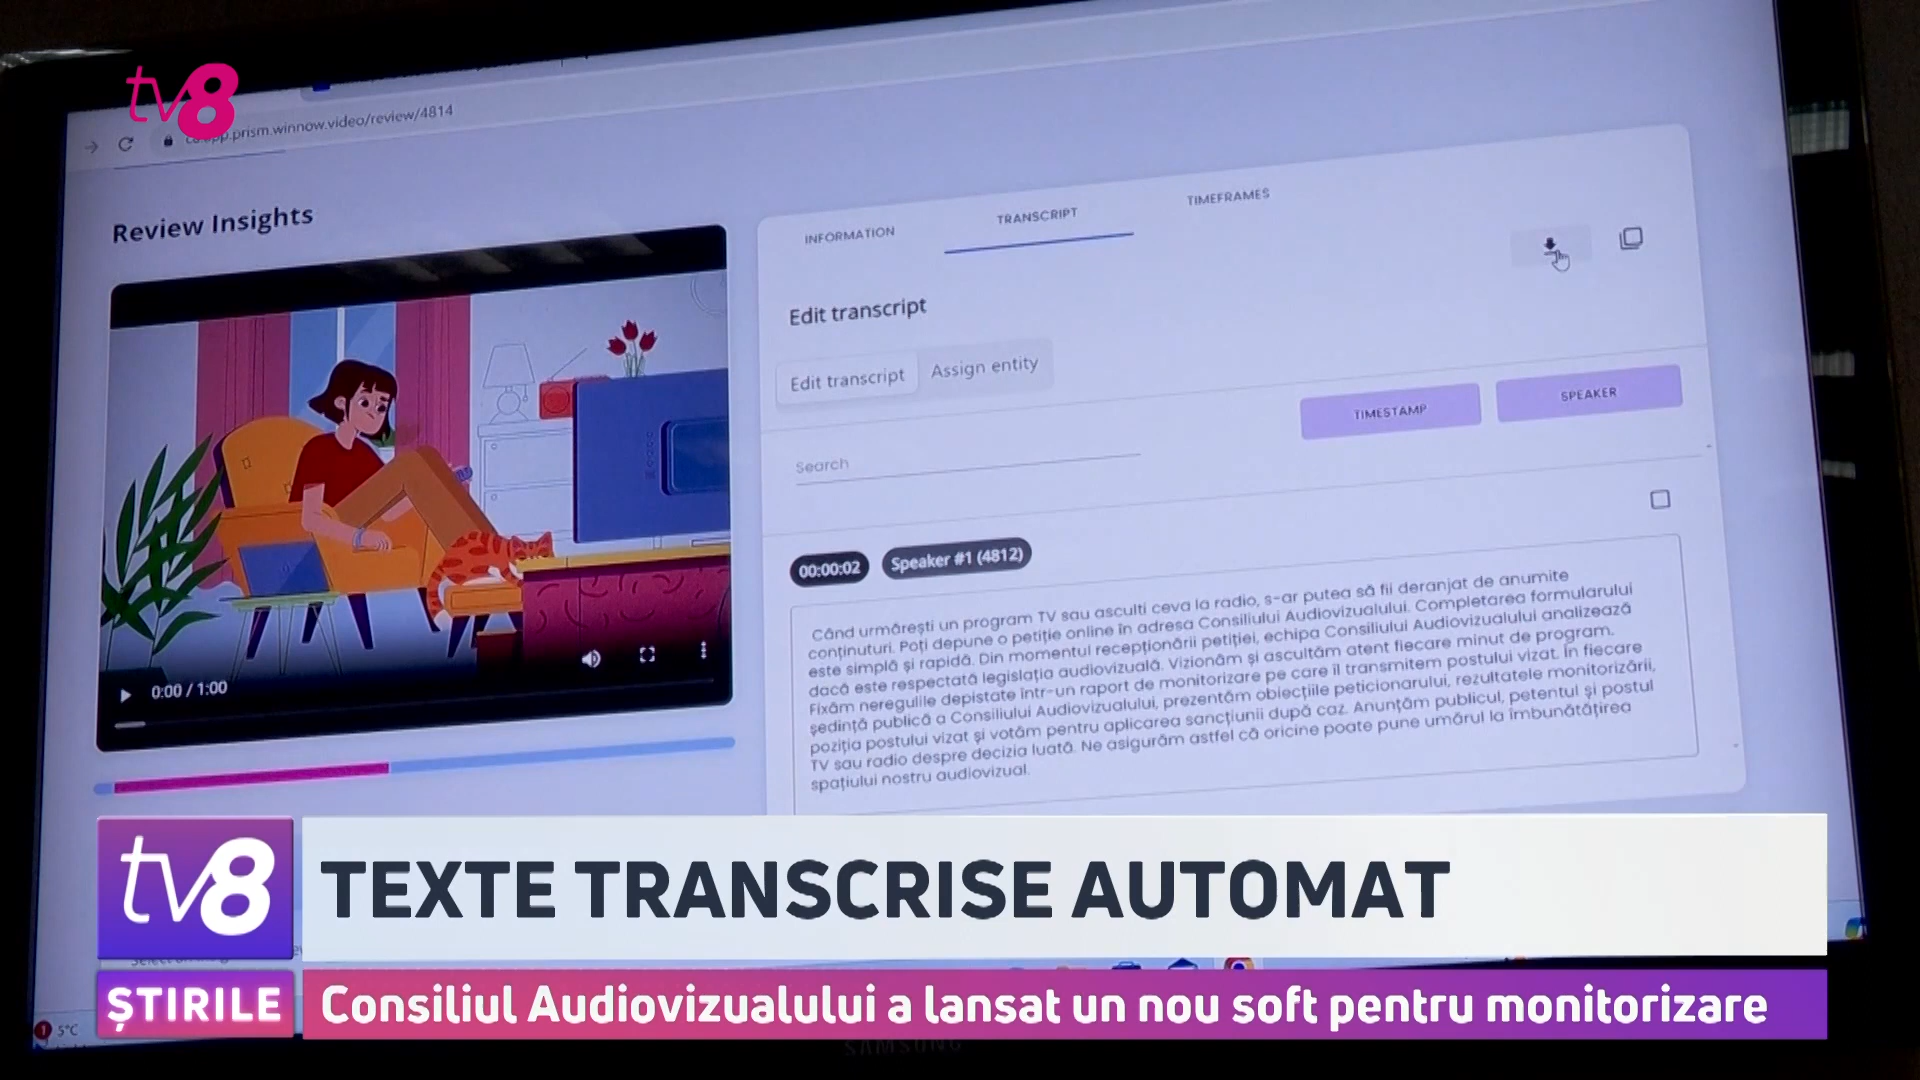 tv8
app.prism.winnow.video/review/4814
Review Insights
INFORMATION
TRANSCRIPT
TIMEFRAMES
Edit transcript
Edit transcript
Assign entity
TIMESTAMP
SPEAKER
Search
00:00:02
Speaker #1 (4812)
Când urmărești un program TV sau asculți ceva la radio, s-ar putea să fii deranjat de anumite
conținuturi. Poți depune o petiție online în adresa Consiliului Audiovizualului. Completarea formularului
este simplă și rapidă. Din momentul recepționării petiției, echipa Consiliului Audiovizualului analizează
dacă este respectată legislația audiovizuală. Vizionăm și ascultăm atent fiecare minut de program.
Fixăm neregulile depistate într-un raport de monitorizare pe care îl transmitem postului vizat. În fiecare
ședință publică a Consiliului Audiovizualului, prezentăm obiecțiile peticionarului, rezultatele monitorizării,
poziția postului vizat și votăm pentru aplicarea sancțiunii după caz. Anunțăm publicul, petentul și postul
TV sau radio despre decizia luată. Ne asigurăm astfel că oricine poate pune umărul la îmbunătățirea
spațiului nostru audiovizual.
0:00 / 1:00
tv8
TEXTE TRANSCRISE AUTOMAT
ȘTIRILE
Consiliul Audiovizualului a lansat un nou soft pentru monitorizare
1
5°C
SAMSUNG